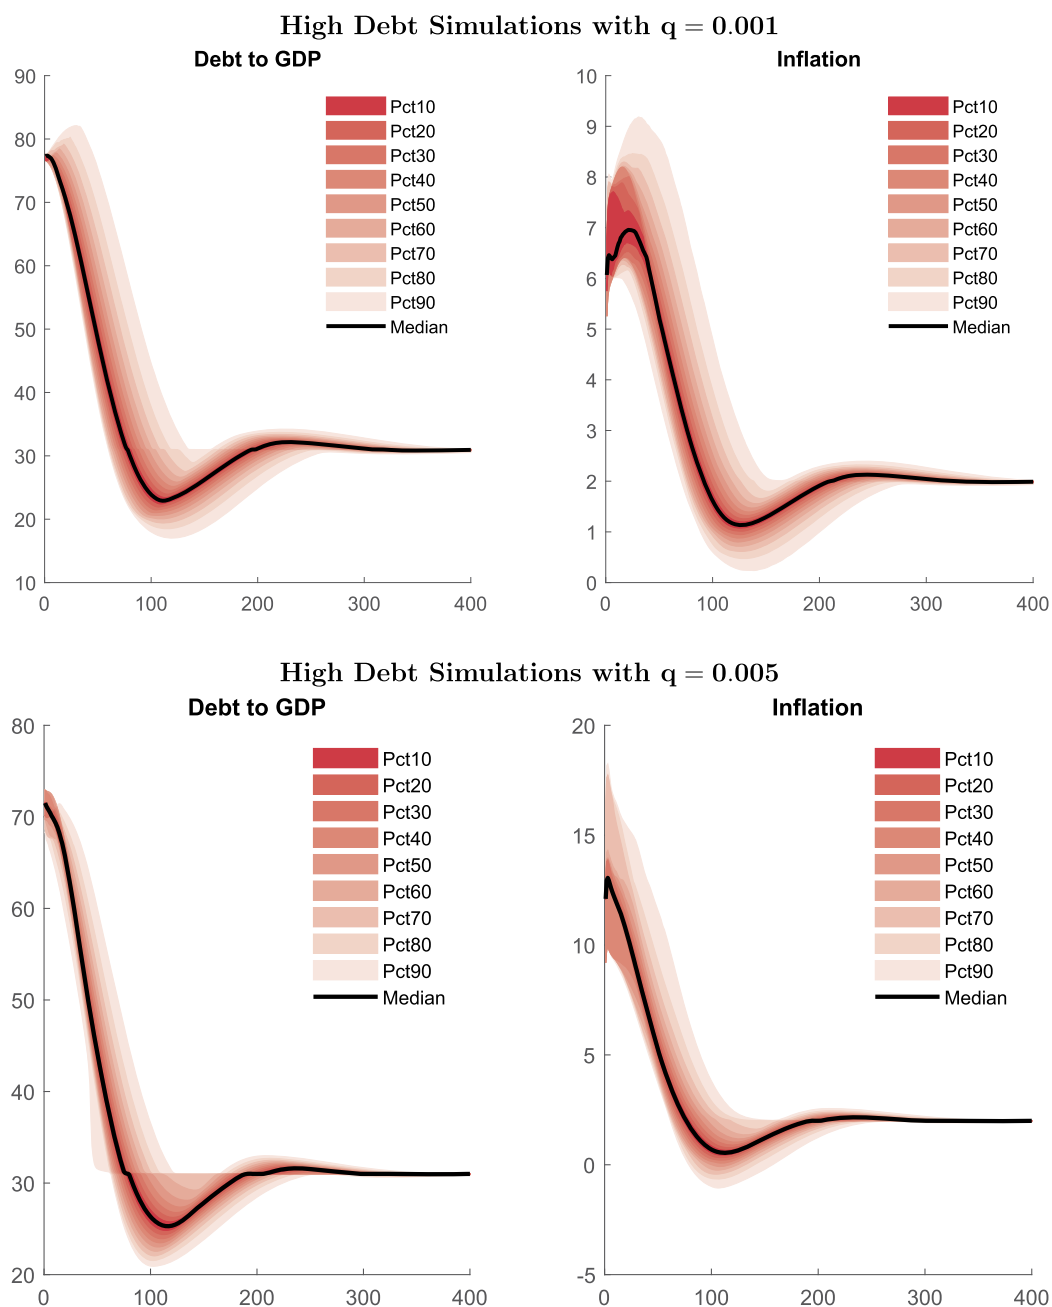 High Debt Simulations with q = 0.001
Debt to GDP
90
80
70
60
50
40
30
20
10
0
100
200
300
400
Pct10
Pct20
Pct30
Pct40
Pct50
Pct60
Pct70
Pct80
Pct90
Median
Inflation
10
9
8
7
6
5
4
3
2
1
0
0
100
200
300
400
Pct10
Pct20
Pct30
Pct40
Pct50
Pct60
Pct70
Pct80
Pct90
Median
High Debt Simulations with q = 0.005
Debt to GDP
80
70
60
50
40
30
20
0
100
200
300
400
Pct10
Pct20
Pct30
Pct40
Pct50
Pct60
Pct70
Pct80
Pct90
Median
Inflation
20
15
10
5
0
-5
0
100
200
300
400
Pct10
Pct20
Pct30
Pct40
Pct50
Pct60
Pct70
Pct80
Pct90
Median